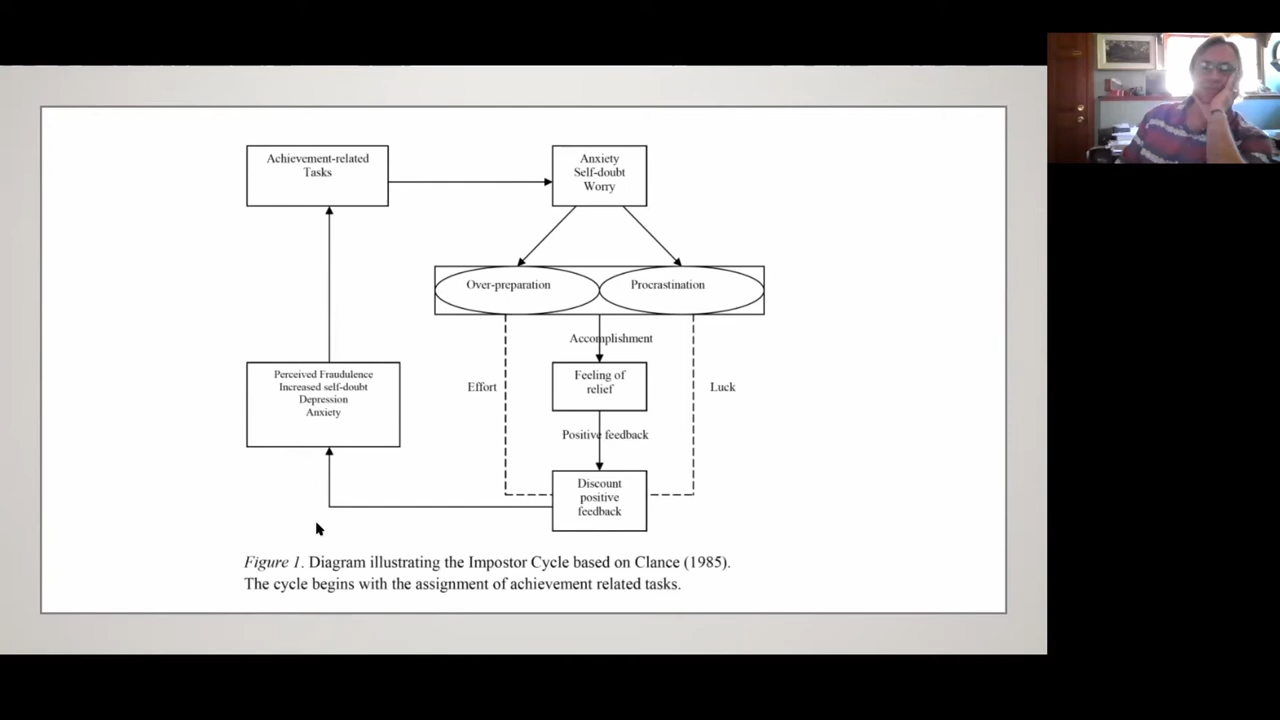 Achievement-related
Tasks
Anxiety
Self-doubt
Worry
Over-preparation
Procrastination
Accomplishment
Perceived Fraudulence
Increased self-doubt
Depression
Anxiety
Effort
Feeling of
relief
Luck
Positive feedback
Discount
positive
feedback
Figure 1. Diagram illustrating the Impostor Cycle based on Clance (1985).
The cycle begins with the assignment of achievement related tasks.